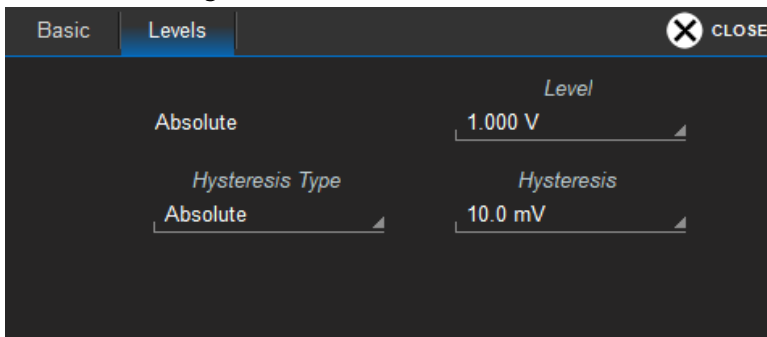 Basic Levels CLOSE
Level
Absolute 1.000 V
Hysteresis Type Hysteresis
Absolute 10.0 mV